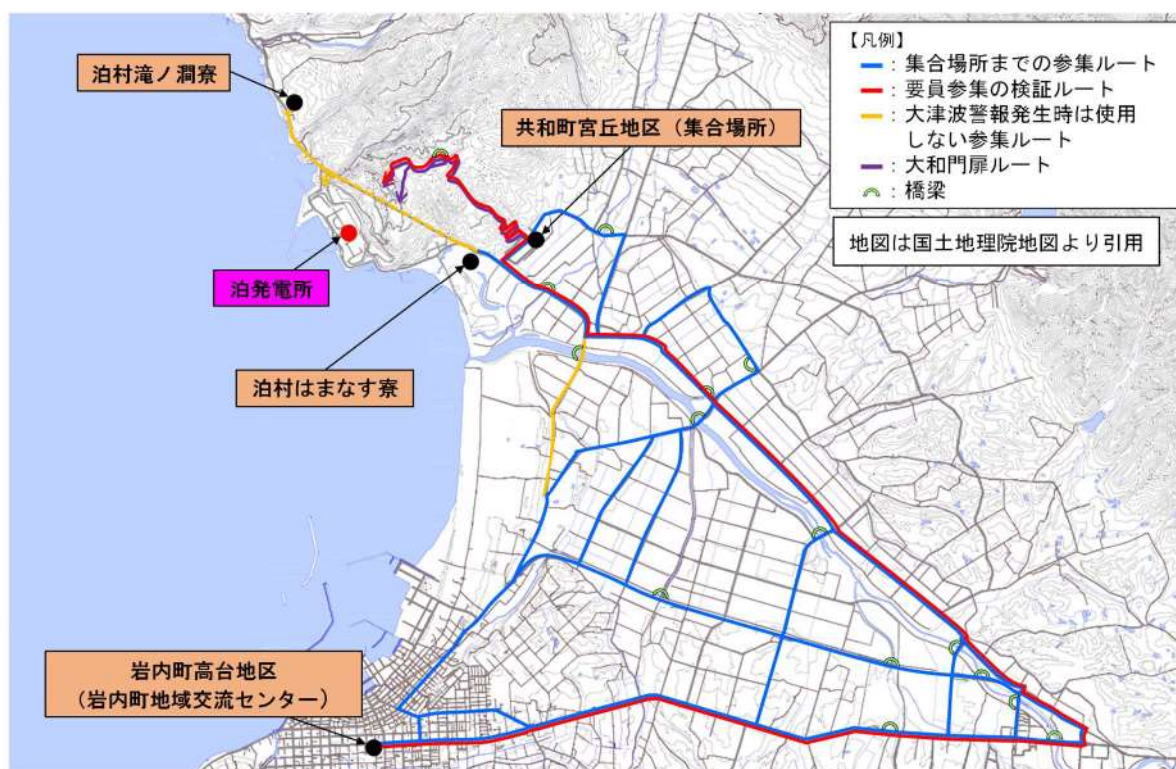 泊村滝ノ澗寮
共和町宮丘地区（集合場所）
【凡例】
：集合場所までの参集ルート
：要員参集の検証ルート
：大津波警報発生時は使用
しない参集ルート
：大和門扉ルート
：橋梁
地図は国土地理院地図より引用
泊発電所
泊村はまなす寮
岩内町高台地区
（岩内町地域交流センター）